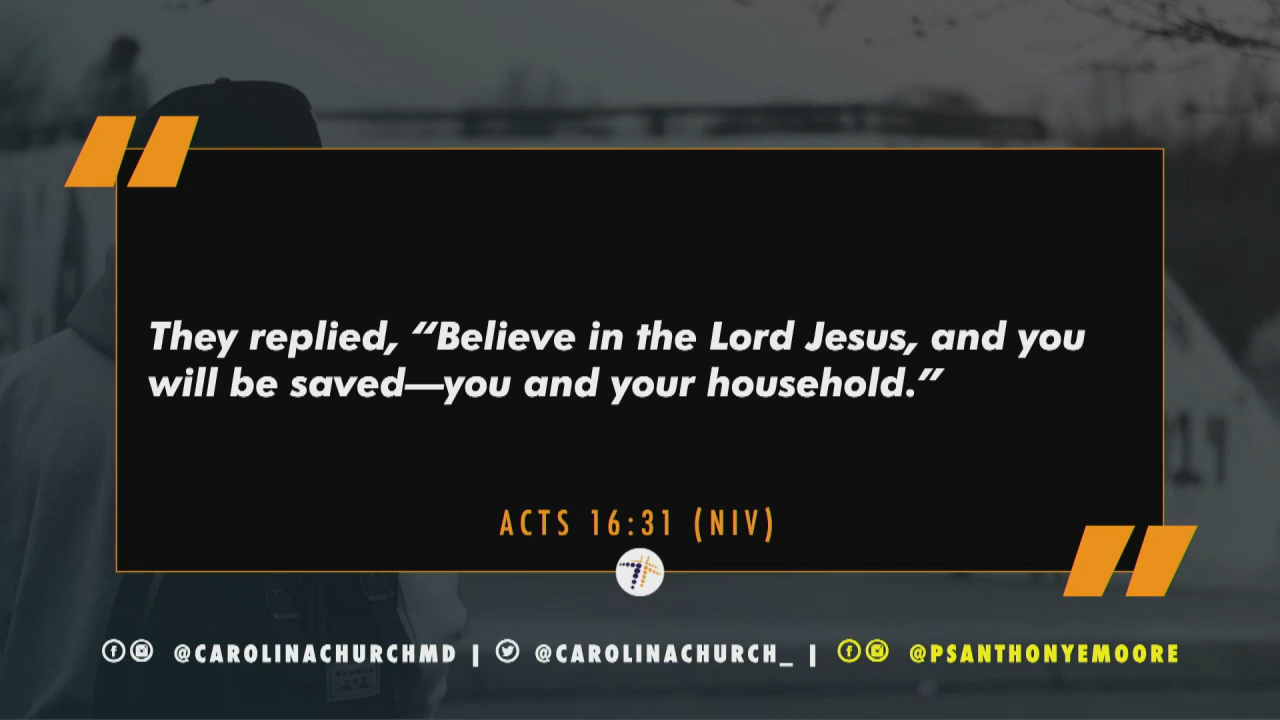 They replied, “Believe in the Lord Jesus, and you
will be saved—you and your household.”
ACTS 16:31 (NIV)
@CAROLINACHURCHMD | @CAROLINACHURCH_ | @PSANTHONYEMOORE